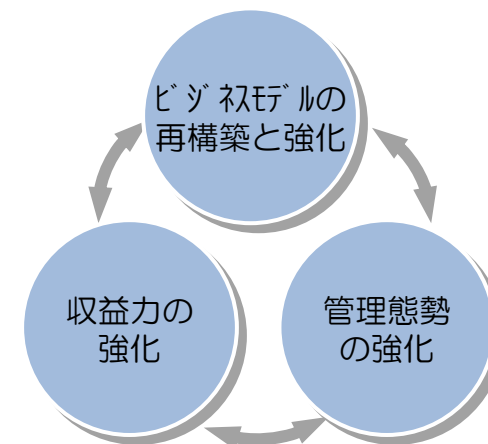 ビジネスモデルの
再構築と強化
収益力の
強化
管理態勢
の強化